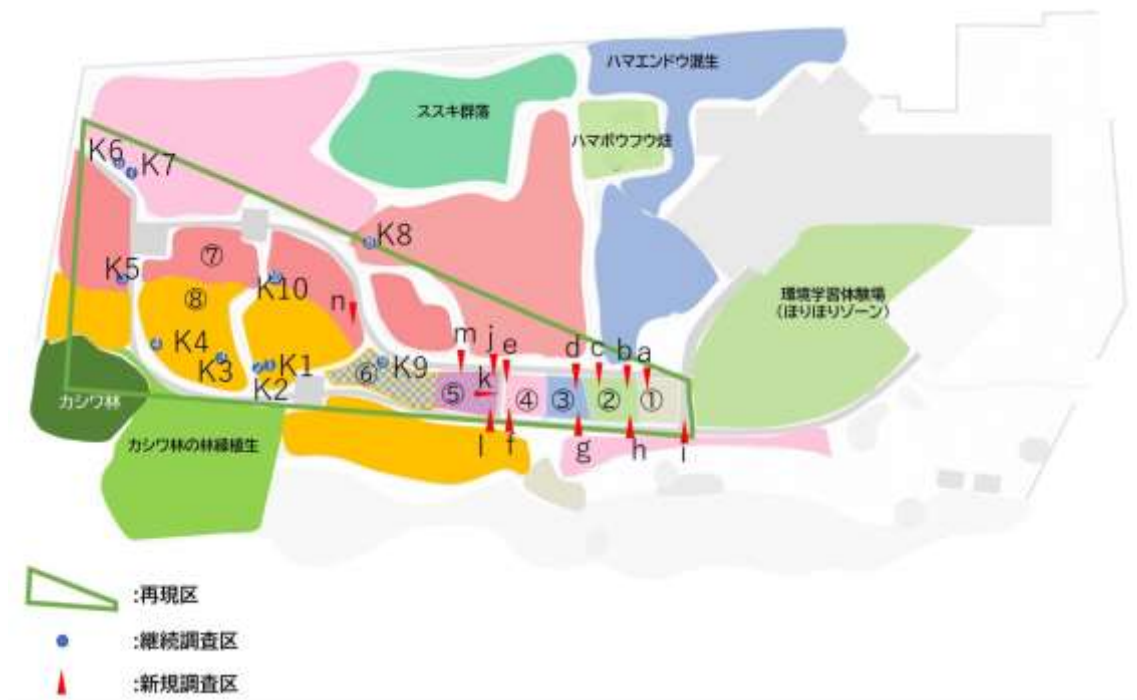 ハマエンドウ混生
ススキ群落
ハマボウフウ畑
K6
K7
K8
⑦
K5
K10
⑧
環境学習体験場
(ほりほりゾーン)
n
K4
K3
K1
K2
K9
⑥
m
j
e
d
c
b
a
k
⑤
④
③
②
①
l
f
g
h
i
カシワ林
カシワ林の林縁植生
:再現区
:継続調査区
:新規調査区